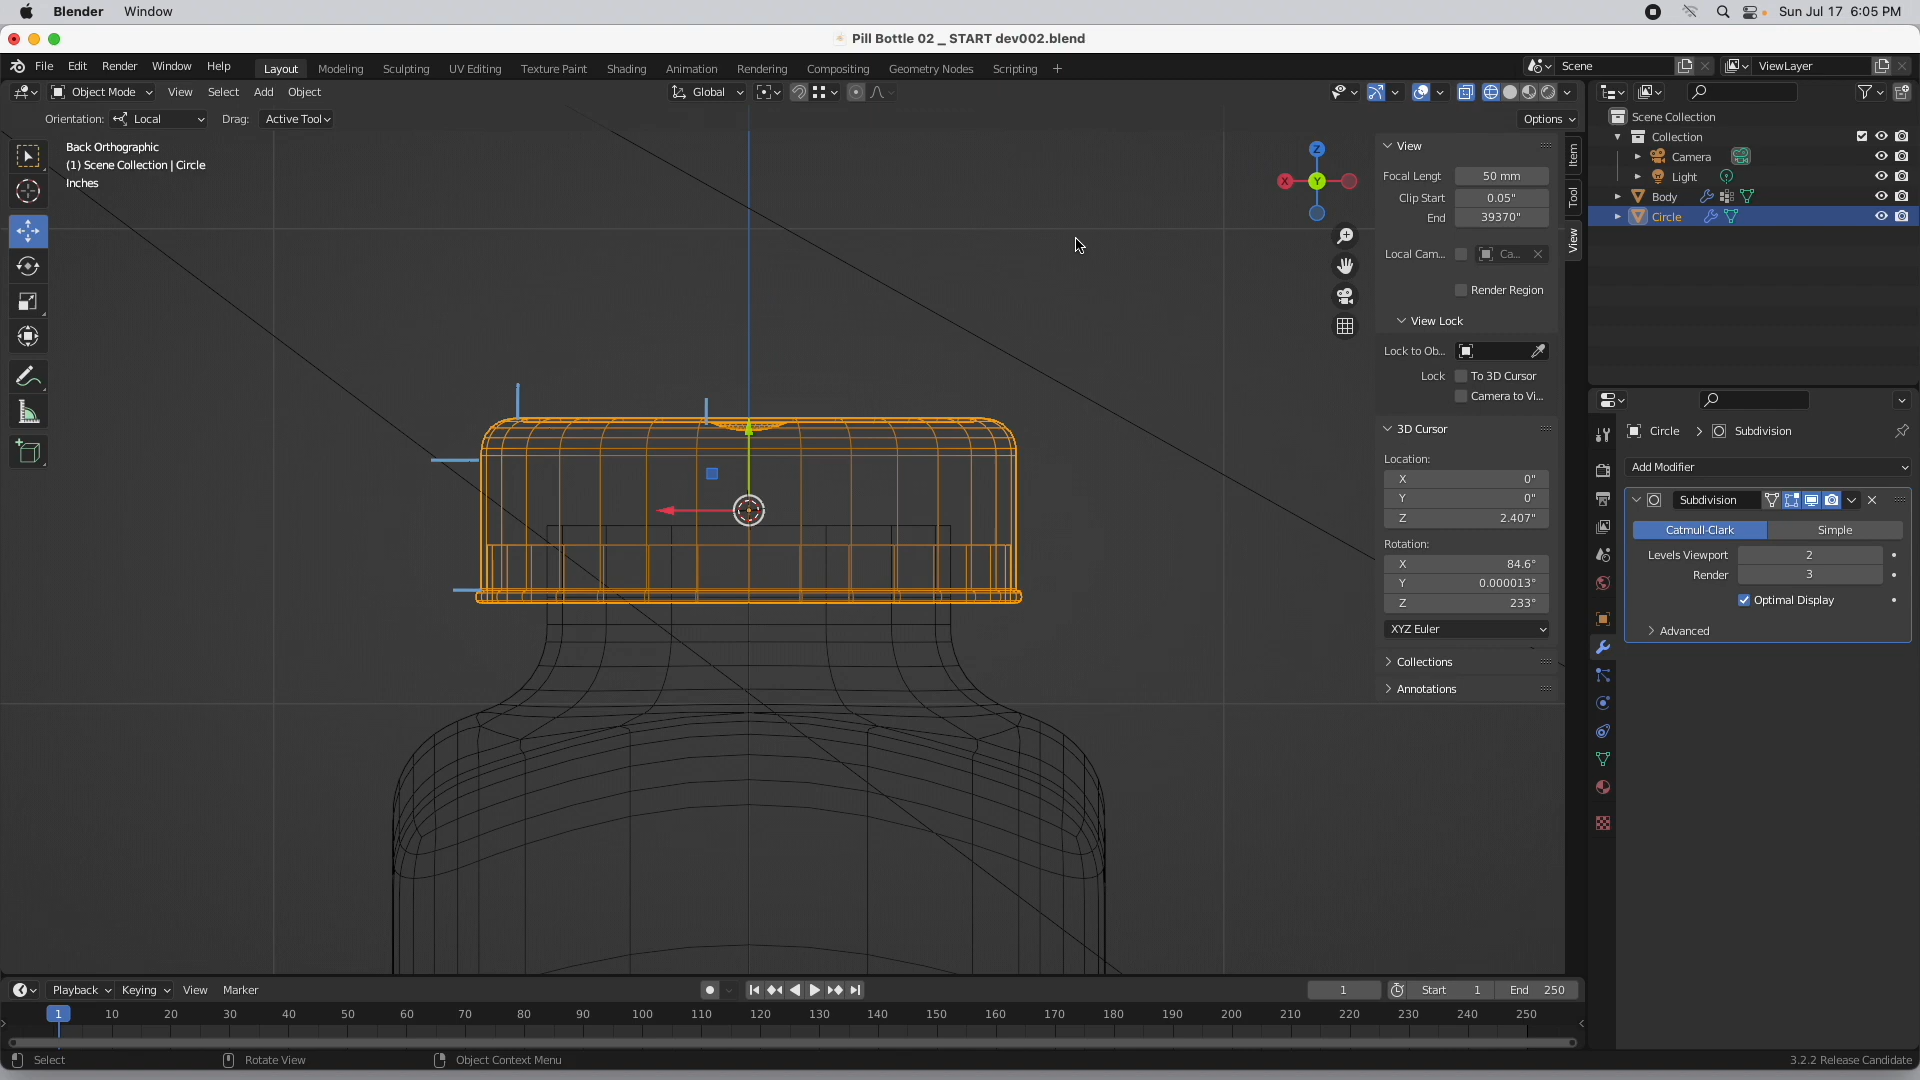 Blender Window Sun Jul 17 6:05 PM
Pill Bottle 02 _ START dev002.blend
File Edit Render Window Help Layout Modeling Sculpting UV Editing Texture Paint Shading Animation Rendering Compositing Geometry Nodes Scripting + Scene ViewLayer
Object Mode View Select Add Object Global
Orientation: Local Drag: Active Tool Options
Back Orthographic
(1) Scene Collection | Circle
Inches
Z
X
Y
View
Focal Lengt 50 mm
Clip Start 0.05"
End 39370"
Local Cam... Ca...
Render Region
View Lock
Lock to Ob...
Lock To 3D Cursor
Camera to Vi...
3D Cursor
Location:
X 0"
Y 0"
Z 2.407"
Rotation:
X 84.6°
Y 0.000013°
Z 233°
XYZ Euler
Collections
Annotations
Item
Tool
View
Scene Collection
Collection
Camera
Light
Body
Circle
Circle > Subdivision
Add Modifier
Subdivision
Catmull-Clark Simple
Levels Viewport 2
Render 3
Optimal Display
Advanced
Playback Keying View Marker 1 Start 1 End 250
1 10 20 30 40 50 60 70 80 90 100 110 120 130 140 150 160 170 180 190 200 210 220 230 240 250
Select Rotate View Object Context Menu 3.2.2 Release Candidate